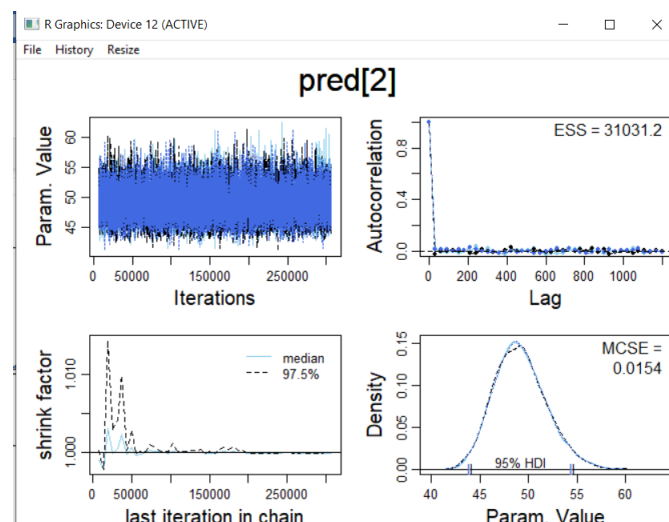 R Graphics: Device 12 (ACTIVE)
File History Resize
pred[2]
Param. Value
60
55
50
45
0 50000 150000 250000
Iterations
Autocorrelation
0.8
0.4
0.0
ESS = 31031.2
0 200 400 600 800 1000
Lag
shrink factor
1.010
1.000
median
97.5%
0 50000 150000 250000
last iteration in chain
Density
0.15
0.10
0.05
0.00
MCSE =
0.0154
95% HDI
40 45 50 55 60
Param. Value